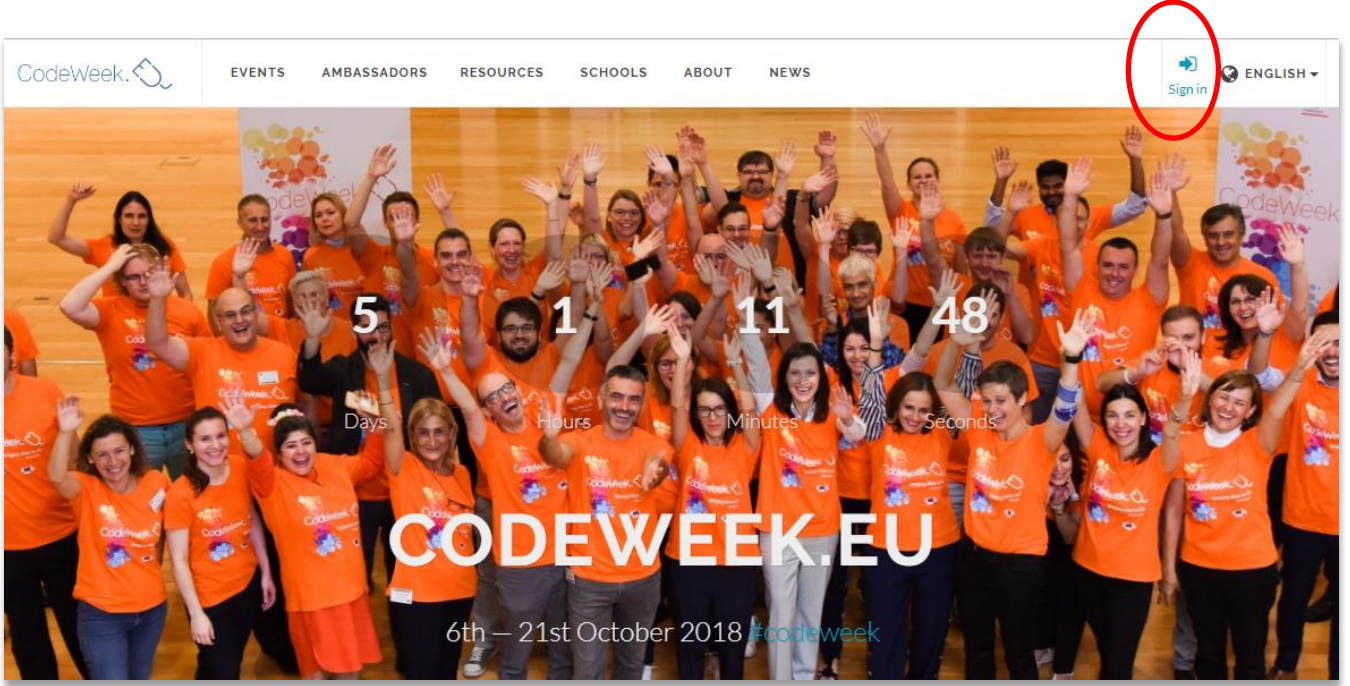 CodeWeek.
EVENTS AMBASSADORS RESOURCES SCHOOLS ABOUT NEWS
Sign in
ENGLISH
CodeWeek
5 1 11 48
Days Hours Minutes Seconds
CODEWEEK.EU
6th — 21st October 2018 #codeweek